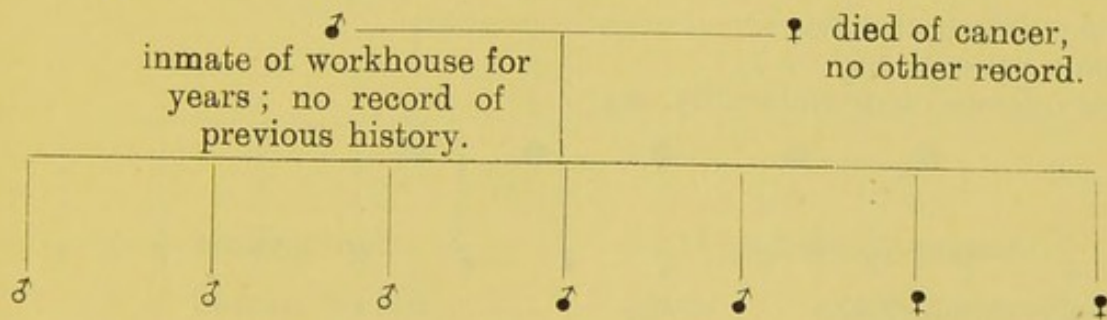 died of cancer,
no other record.
inmate of workhouse for
years ; no record of
previous history.